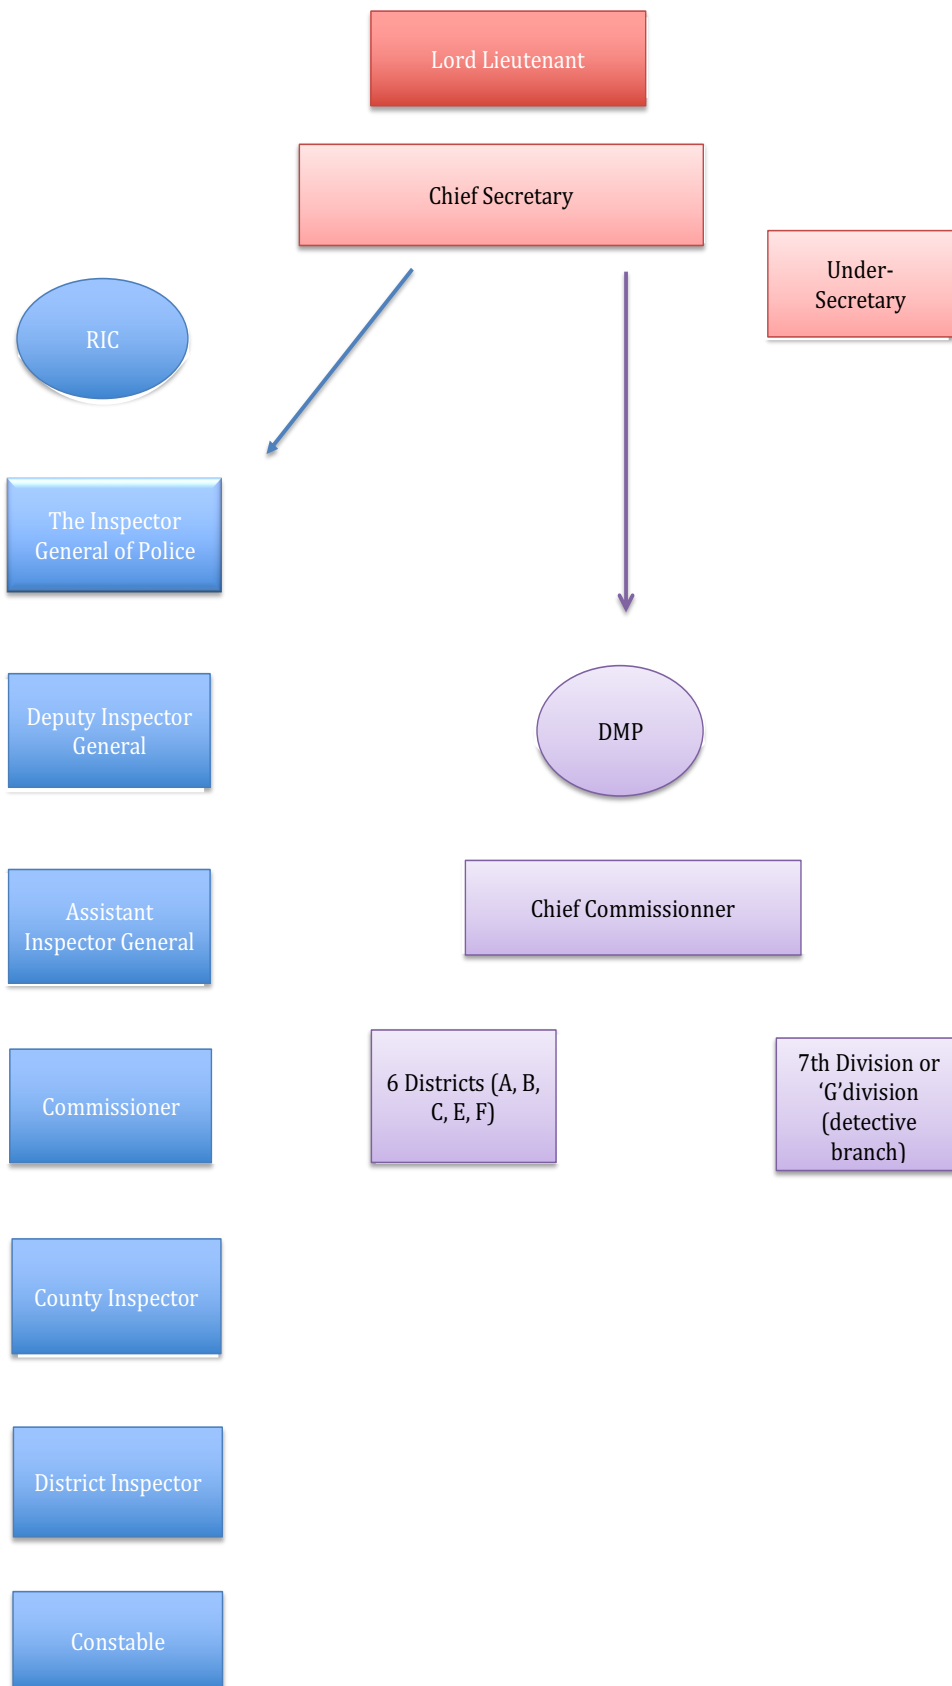 Lord Lieutenant
Chief Secretary
Under-
Secretary
RIC
The Inspector
General of Police
Deputy Inspector
General
DMP
Assistant
Inspector General
Chief Commissionner
Commissioner
6 Districts (A, B,
C, E, F)
7th Division or
‘G’division
(detective
branch)
County Inspector
District Inspector
Constable